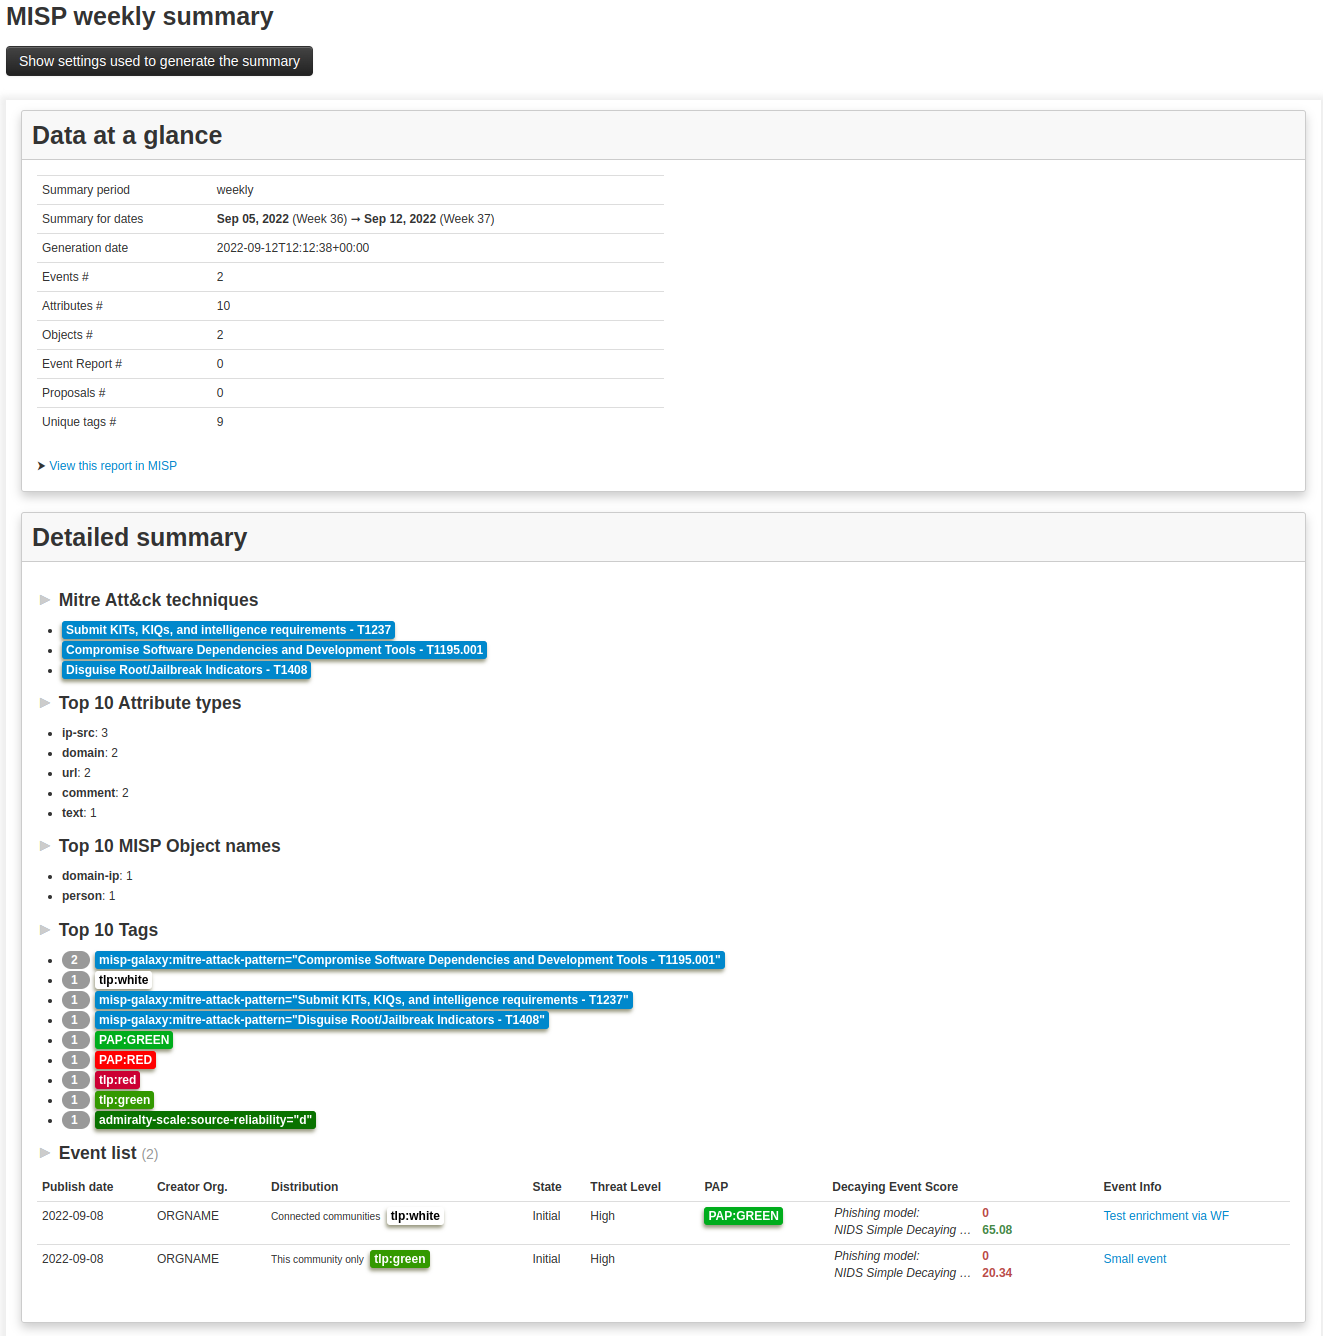 MISP weekly summary
Show settings used to generate the summary
Data at a glance
Summary period weekly
Summary for dates Sep 05, 2022 (Week 36) ➞ Sep 12, 2022 (Week 37)
Generation date 2022-09-12T12:12:38+00:00
Events # 2
Attributes # 10
Objects # 2
Event Report # 0
Proposals # 0
Unique tags # 9
➤ View this report in MISP
Detailed summary
Mitre Att&ck techniques
Submit KITs, KIQs, and intelligence requirements - T1237
Compromise Software Dependencies and Development Tools - T1195.001
Disguise Root/Jailbreak Indicators - T1408
Top 10 Attribute types
ip-src: 3
domain: 2
url: 2
comment: 2
text: 1
Top 10 MISP Object names
domain-ip: 1
person: 1
Top 10 Tags
2 misp-galaxy:mitre-attack-pattern="Compromise Software Dependencies and Development Tools - T1195.001"
1 tlp:white
1 misp-galaxy:mitre-attack-pattern="Submit KITs, KIQs, and intelligence requirements - T1237"
1 misp-galaxy:mitre-attack-pattern="Disguise Root/Jailbreak Indicators - T1408"
1 PAP:GREEN
1 PAP:RED
1 tlp:red
1 tlp:green
1 admiralty-scale:source-reliability="d"
Event list (2)
Publish date Creator Org. Distribution State Threat Level PAP Decaying Event Score Event Info
2022-09-08 ORGNAME Connected communities tlp:white Initial High PAP:GREEN Phishing model: 0 Test enrichment via WF
NIDS Simple Decaying … 65.08
2022-09-08 ORGNAME This community only tlp:green Initial High Phishing model: 0 Small event
NIDS Simple Decaying … 20.34